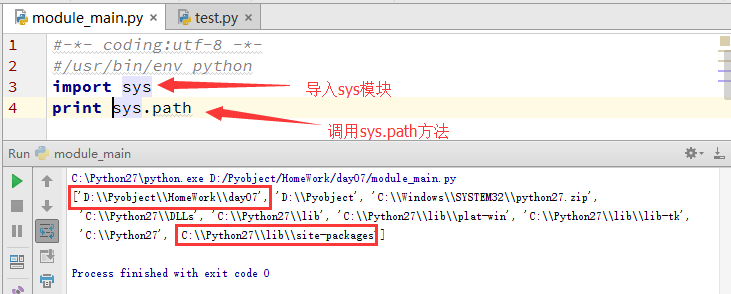 module_main.py × test.py ×
1 #-*- coding:utf-8 -*-
2 #/usr/bin/env python
3 import sys
导入sys模块
4 print sys.path
调用sys.path方法
Run module_main
C:\Python27\python.exe D:/Pyobject/HomeWork/day07/module_main.py
['D:\\Pyobject\\HomeWork\\day07', 'D:\\Pyobject', 'C:\\Windows\\SYSTEM32\\python27.zip',
'C:\\Python27\\DLLs', 'C:\\Python27\\lib', 'C:\\Python27\\lib\\plat-win', 'C:\\Python27\\lib\\lib-tk',
'C:\\Python27', 'C:\\Python27\\lib\\site-packages']
Process finished with exit code 0